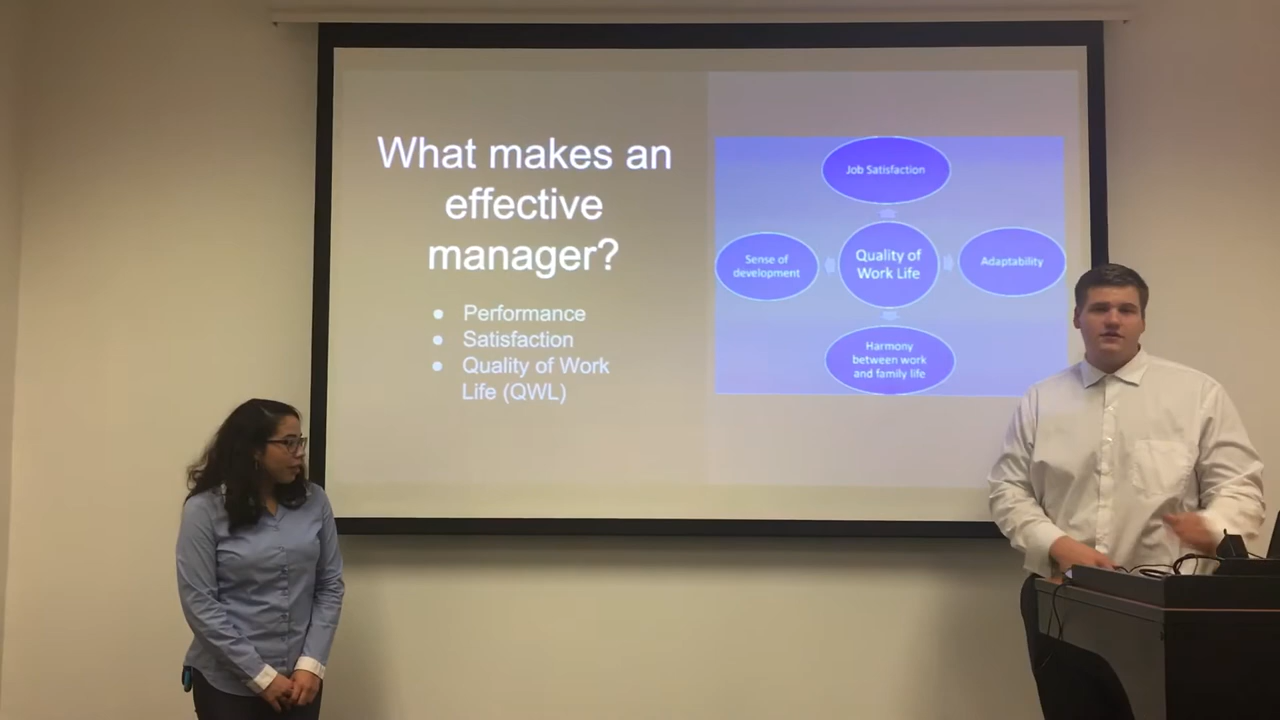 What makes an
effective
manager?
● Performance
● Satisfaction
● Quality of Work
Life (QWL)
Job Satisfaction
Sense of
development
Quality of
Work Life
Adaptability
Harmony
between work
and family life